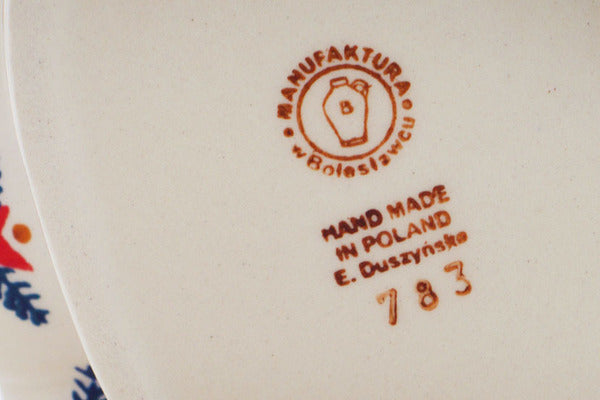 MANUFAKTURA
w Bolesławcu
B
HAND MADE
IN POLAND
E. Duszyńska
783